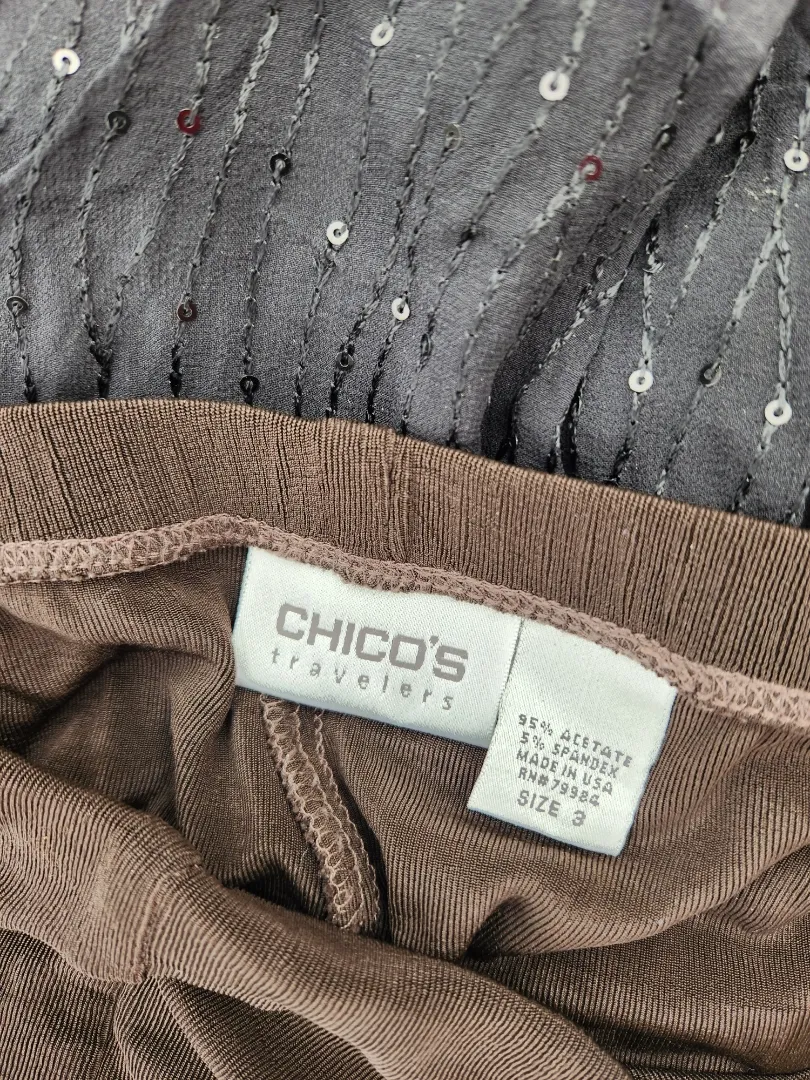 CHICO'S
travelers
95% ACETATE
5% SPANDEX
MADE IN USA
RN# 79984
SIZE 3